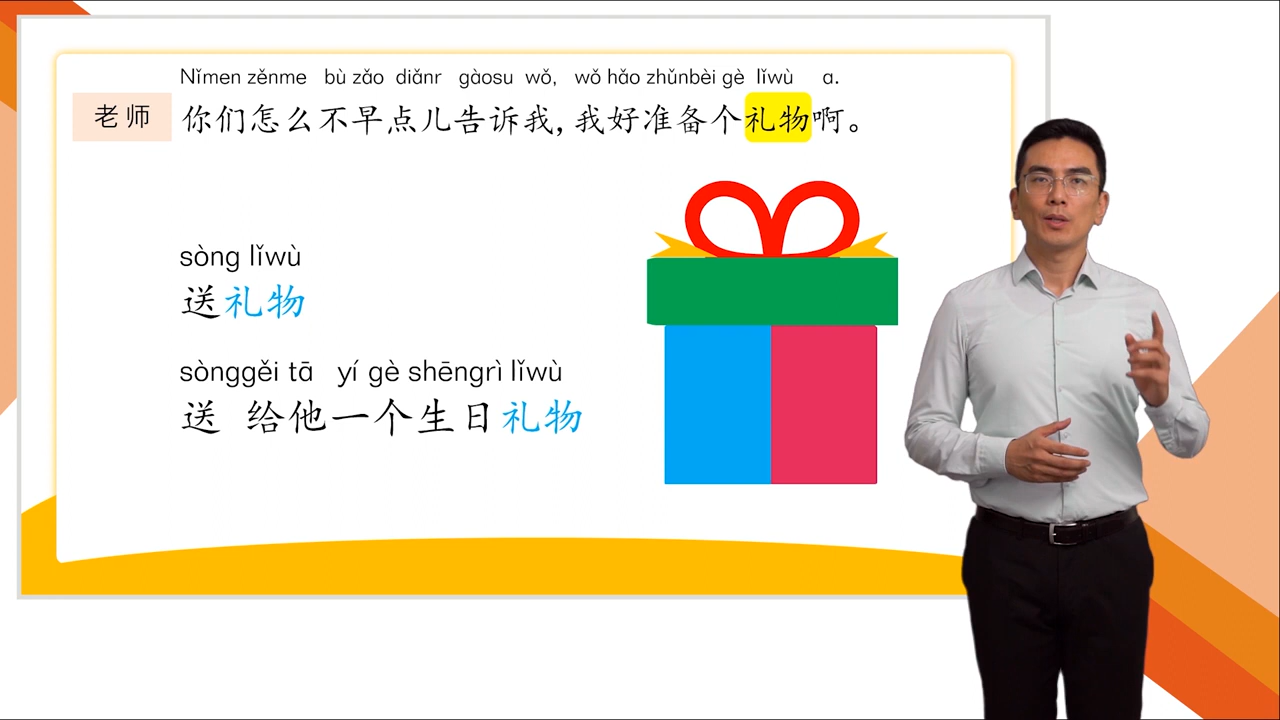 Nǐmen zěnme bù zǎo diǎnr gàosu wǒ, wǒ hǎo zhǔnbèi gè lǐwù a.
老师 你们怎么不早点儿告诉我,我好准备个礼物啊。
sòng lǐwù
送礼物
sònggěi tā yí gè shēngrì lǐwù
送 给他一个生日礼物